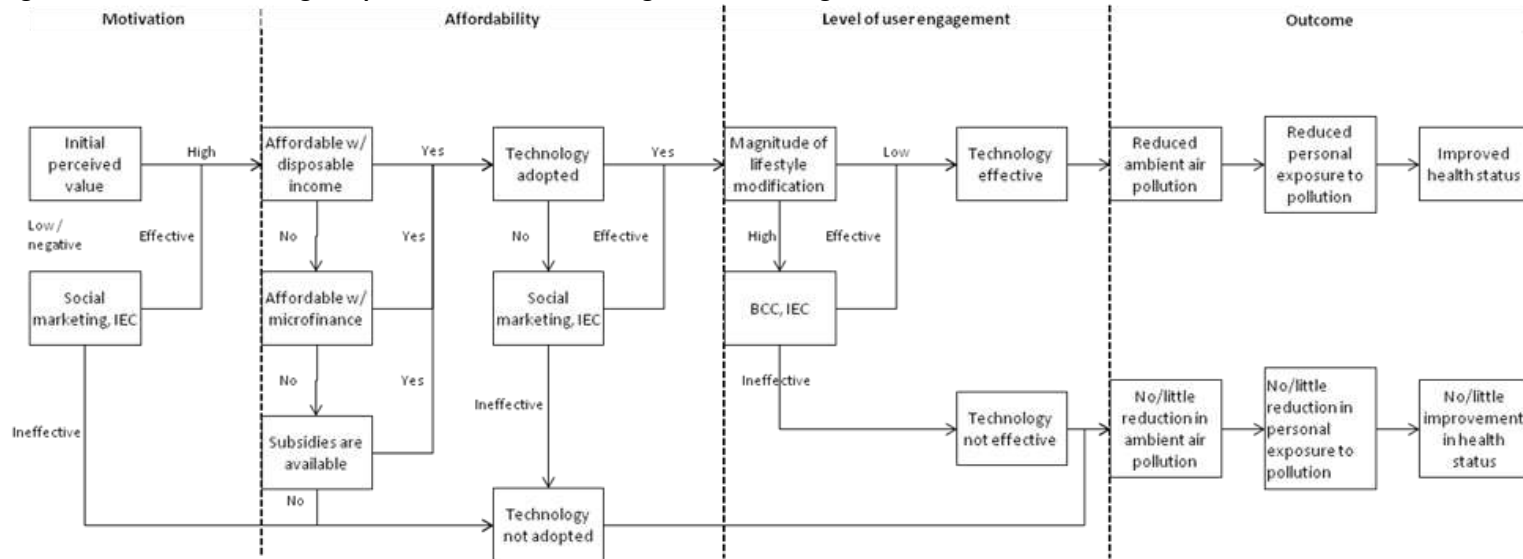 Motivation
Affordability
Level of user engagement
Outcome
Initial
perceived
value
High
Affordable w/
disposable
income
Yes
Technology
adopted
Yes
Magnitude of
lifestyle
modification
Low
Technology
effective
Reduced
ambient air
pollution
Reduced
personal
exposure to
pollution
Improved
health status
Low /
negative
Effective
No
Yes
No
Effective
High
Effective
Social
marketing, IEC
Affordable w/
microfinance
Social
marketing, IEC
BCC, IEC
No
Yes
Ineffective
Ineffective
Ineffective
Subsidies are
available
Technology
not effective
No/little
reduction in
ambient air
pollution
No/little
reduction in
personal
exposure to
pollution
No/little
improvement
in health
status
No
Technology
not adopted